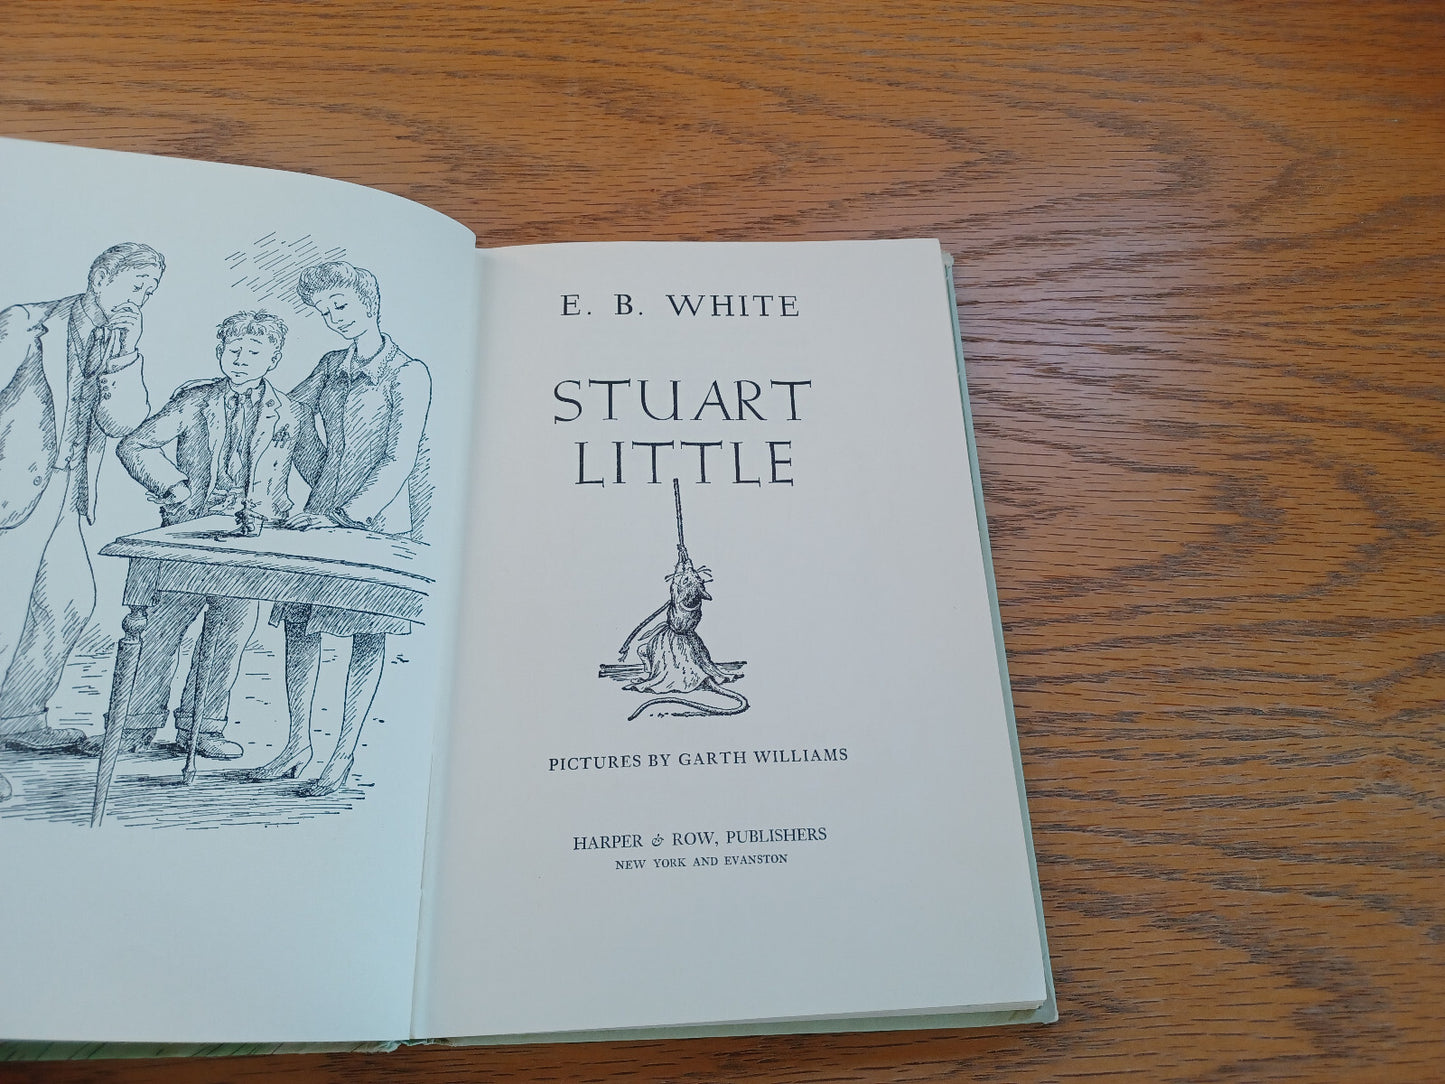 E. B. WHITE
STUART
LITTLE
PICTURES BY GARTH WILLIAMS
HARPER & ROW, PUBLISHERS
NEW YORK AND EVANSTON